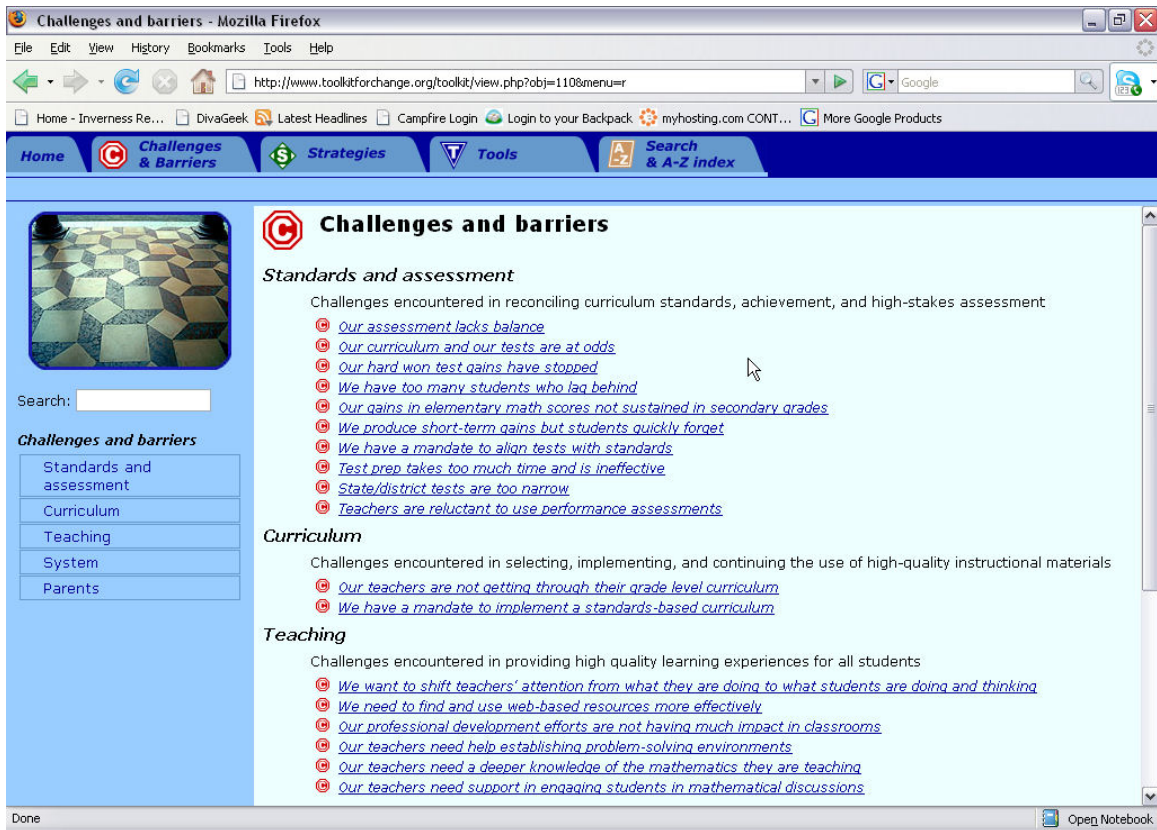 Challenges and barriers - Mozilla Firefox
File Edit View History Bookmarks Tools Help
http://www.toolkitforchange.org/toolkit/view.php?obj=110&menu=r
G Google
Home - Inverness Re... DivaGeek Latest Headlines Campfire Login Login to your Backpack myhosting.com CONT... G More Google Products
Home
C Challenges & Barriers
S Strategies
T Tools
A-Z Search & A-Z index
Search:
Challenges and barriers
Standards and
assessment
Curriculum
Teaching
System
Parents
C Challenges and barriers
Standards and assessment
Challenges encountered in reconciling curriculum standards, achievement, and high-stakes assessment
C Our assessment lacks balance
C Our curriculum and our tests are at odds
C Our hard won test gains have stopped
C We have too many students who lag behind
C Our gains in elementary math scores not sustained in secondary grades
C We produce short-term gains but students quickly forget
C We have a mandate to align tests with standards
C Test prep takes too much time and is ineffective
C State/district tests are too narrow
C Teachers are reluctant to use performance assessments
Curriculum
Challenges encountered in selecting, implementing, and continuing the use of high-quality instructional materials
C Our teachers are not getting through their grade level curriculum
C We have a mandate to implement a standards-based curriculum
Teaching
Challenges encountered in providing high quality learning experiences for all students
C We want to shift teachers' attention from what they are doing to what students are doing and thinking
C We need to find and use web-based resources more effectively
C Our professional development efforts are not having much impact in classrooms
C Our teachers need help establishing problem-solving environments
C Our teachers need a deeper knowledge of the mathematics they are teaching
C Our teachers need support in engaging students in mathematical discussions
Done
Open Notebook